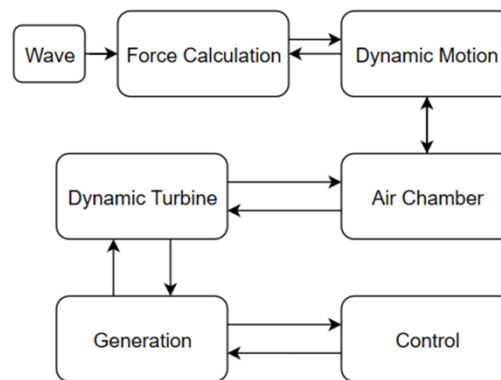 Wave
Force Calculation
Dynamic Motion
Dynamic Turbine
Air Chamber
Generation
Control